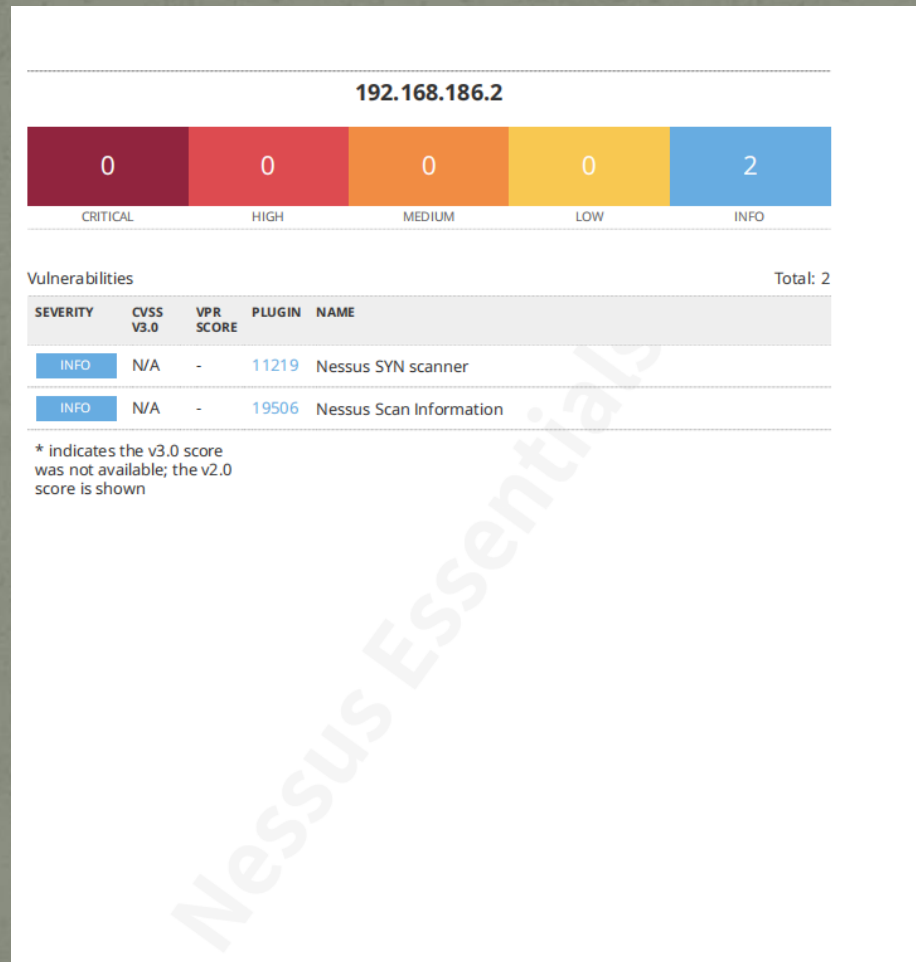 192.168.186.2
0 0 0 0 2
CRITICAL HIGH MEDIUM LOW INFO
Vulnerabilities Total: 2
SEVERITY CVSS V3.0 VPR SCORE PLUGIN NAME
INFO N/A - 11219 Nessus SYN scanner
INFO N/A - 19506 Nessus Scan Information
* indicates the v3.0 score
was not available; the v2.0
score is shown
Nessus Essentials